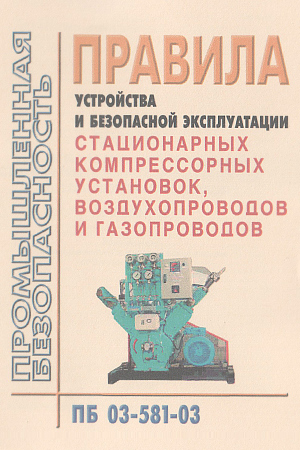 ПРОМЫШЛЕННАЯ
БЕЗОПАСНОСТЬ
ПРАВИЛА
УСТРОЙСТВА
И БЕЗОПАСНОЙ ЭКСПЛУАТАЦИИ
СТАЦИОНАРНЫХ
КОМПРЕССОРНЫХ
УСТАНОВОК,
ВОЗДУХОПРОВОДОВ
И ГАЗОПРОВОДОВ
ПБ 03-581-03